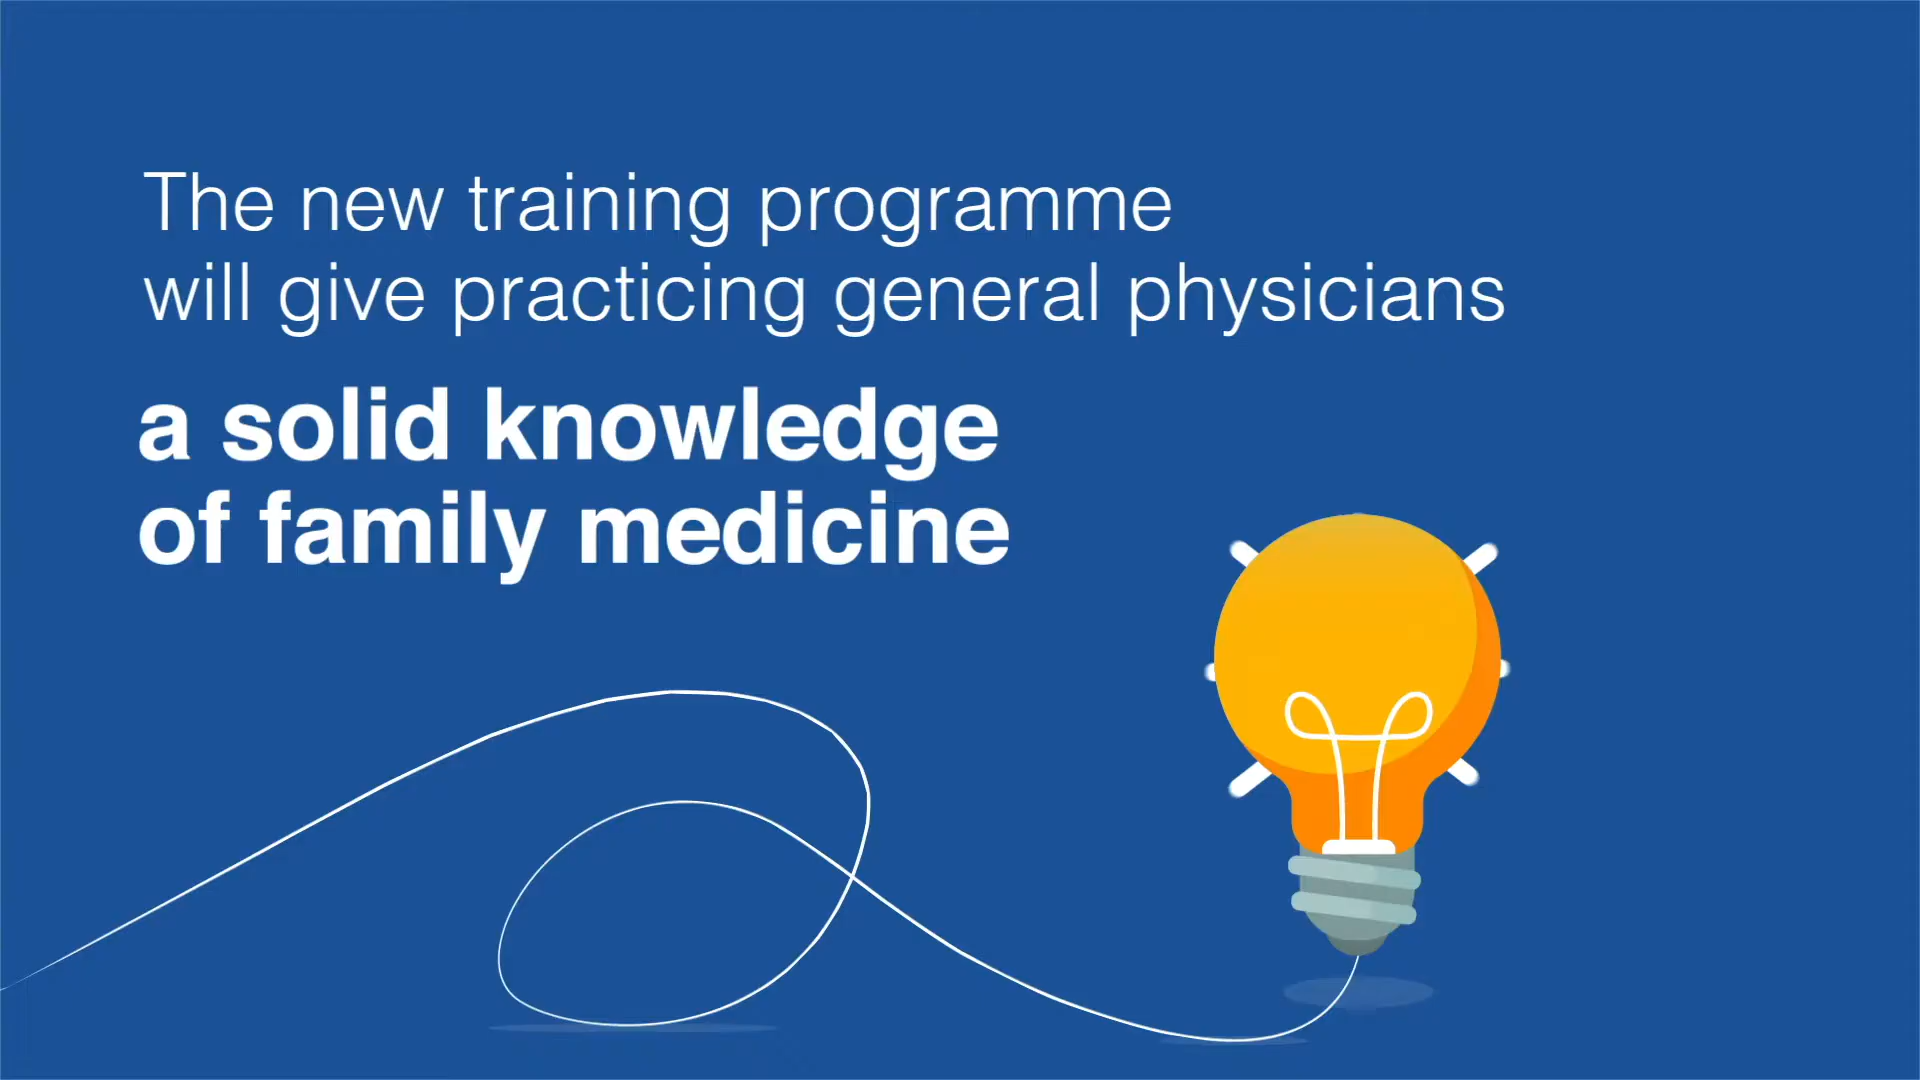 The new training programme
will give practicing general physicians
a solid knowledge
of family medicine